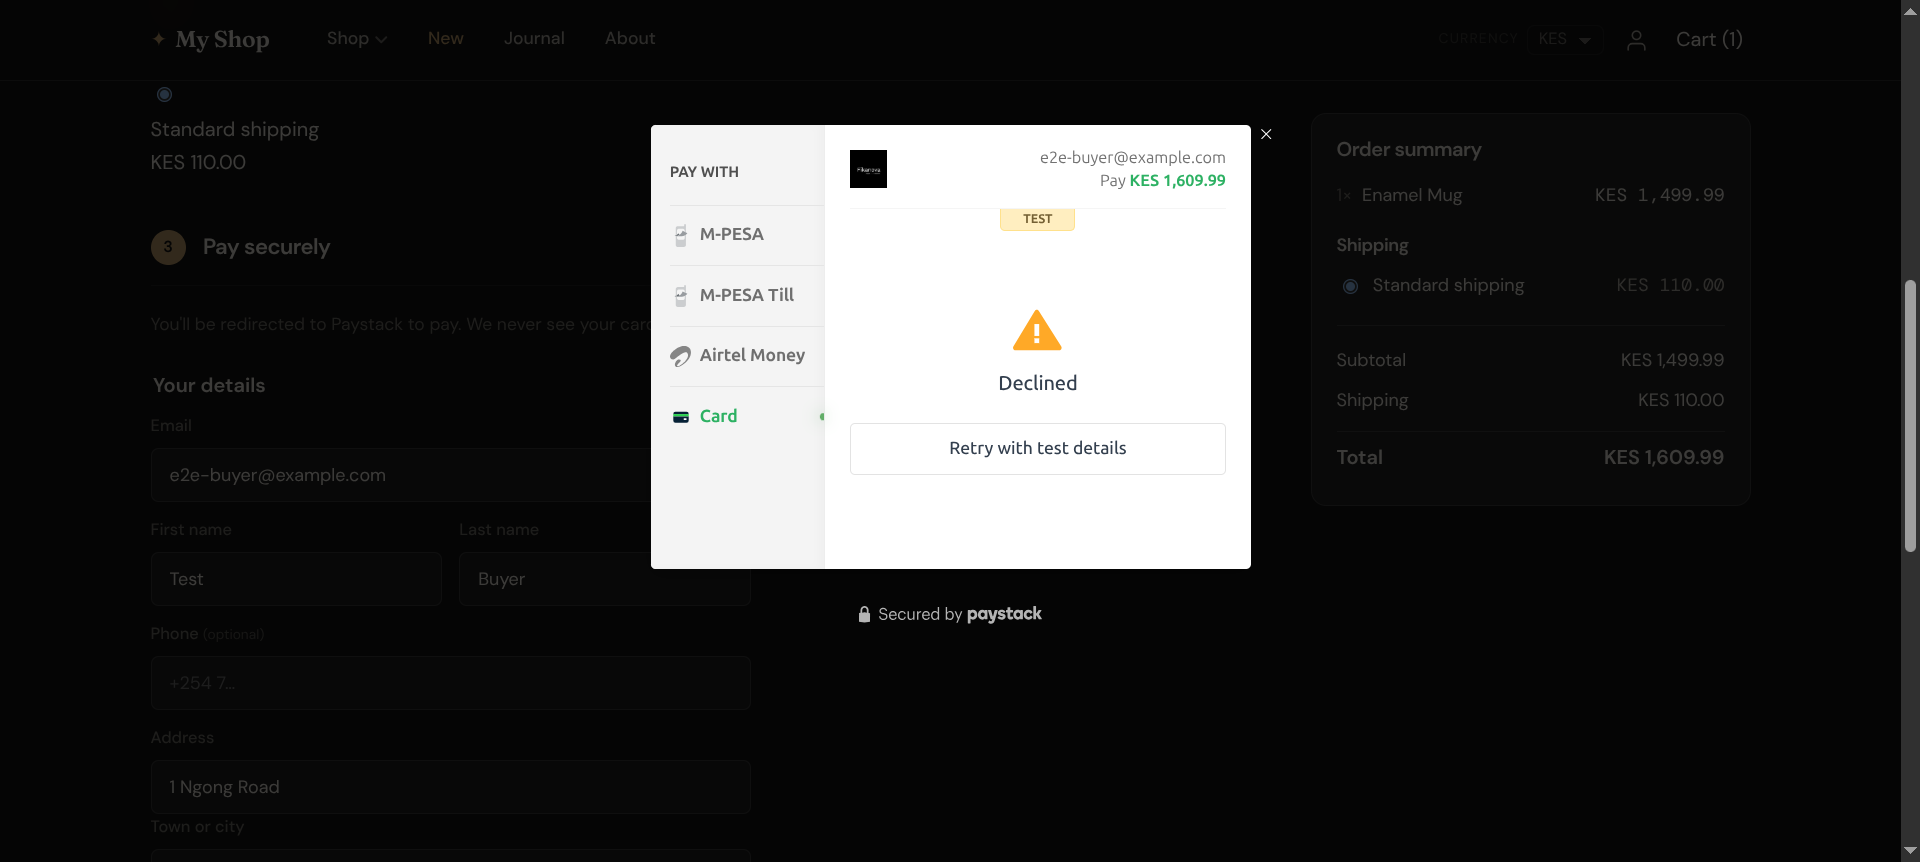 My Shop
Shop
New
Journal
About
CURRENCY
KES
Cart (1)
Standard shipping
KES 110.00
3
Pay securely
You'll be redirected to Paystack to pay. We never see your card
Your details
Email
e2e-buyer@example.com
First name
Last name
Test
Buyer
Phone (optional)
+254 7...
Address
1 Ngong Road
Town or city
PAY WITH
M-PESA
M-PESA Till
Airtel Money
Card
e2e-buyer@example.com
Pay KES 1,609.99
TEST
Declined
Retry with test details
Secured by paystack
Order summary
1× Enamel Mug KES 1,499.99
Shipping
Standard shipping KES 110.00
Subtotal KES 1,499.99
Shipping KES 110.00
Total KES 1,609.99